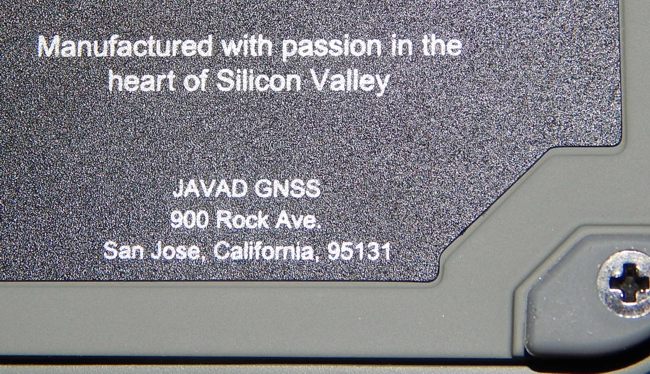 Manufactured with passion in the
heart of Silicon Valley
JAVAD GNSS
900 Rock Ave.
San Jose, California, 95131